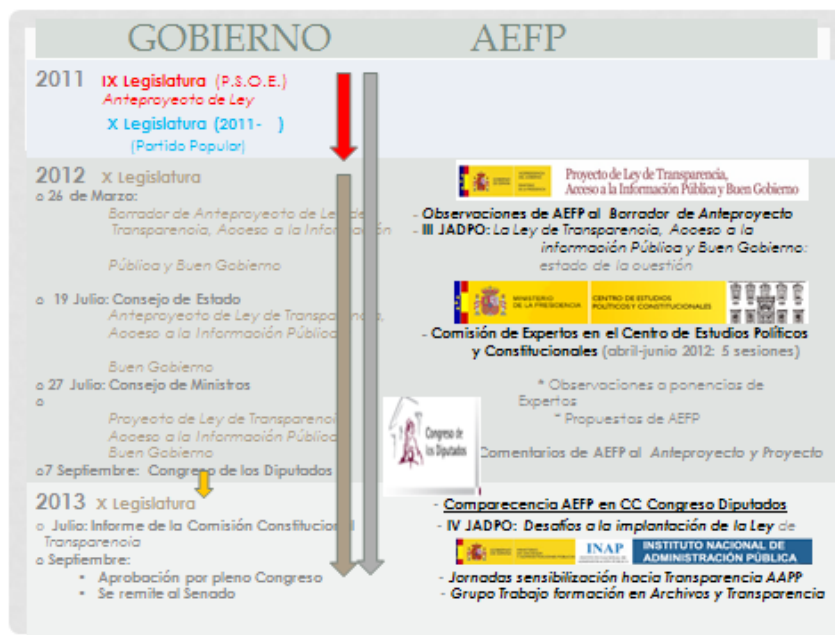 GOBIERNO
AEFP
2011 IX Legislatura (P.S.O.E.)
Anteproyecto de Ley
X Legislatura (2011- )
(Partido Popular)
2012 X Legislatura
o 26 de Marzo:
Borrador de Anteproyecto de Ley de
Transparencia, Acceso a la Información
Pública y Buen Gobierno
o 19 Julio: Consejo de Estado
Anteproyecto de Ley de Transparencia,
Acceso a la Información Pública
Buen Gobierno
o 27 Julio: Consejo de Ministros
o
Proyecto de Ley de Transparenci
Acceso a la Información Pública
Buen Gobierno
o7 Septiembre: Congreso de los Diputados
2013 X Legislatura
o Julio: Informe de la Comisión Constitucional
Transparencia
o Septiembre:
• Aprobación por pleno Congreso
• Se remite al Senado
Proyecto de Ley de Transparencia,
Acceso a la Información Pública y Buen Gobierno
- Observaciones de AEFP al Borrador de Anteproyecto
- III JADPO: La Ley de Transparencia, Acceso a la
información Pública y Buen Gobierno:
estado de la cuestión
MINISTERIO
DE LA PRESIDENCIA
CENTRO DE ESTUDIOS
POLÍTICOS Y CONSTITUCIONALES
- Comisión de Expertos en el Centro de Estudios Políticos
y Constitucionales (abril-junio 2012: 5 sesiones)
* Observaciones a ponencias de
Expertos
* Propuestas de AEFP
Congreso de
los Diputados
Comentarios de AEFP al Anteproyecto y Proyecto
- Comparecencia AEFP en CC Congreso Diputados
- IV JADPO: Desafíos a la implantación de la Ley de
INAP
INSTITUTO NACIONAL DE
ADMINISTRACIÓN PÚBLICA
- Jornadas sensibilización hacia Transparencia AAPP
- Grupo Trabajo formación en Archivos y Transparencia